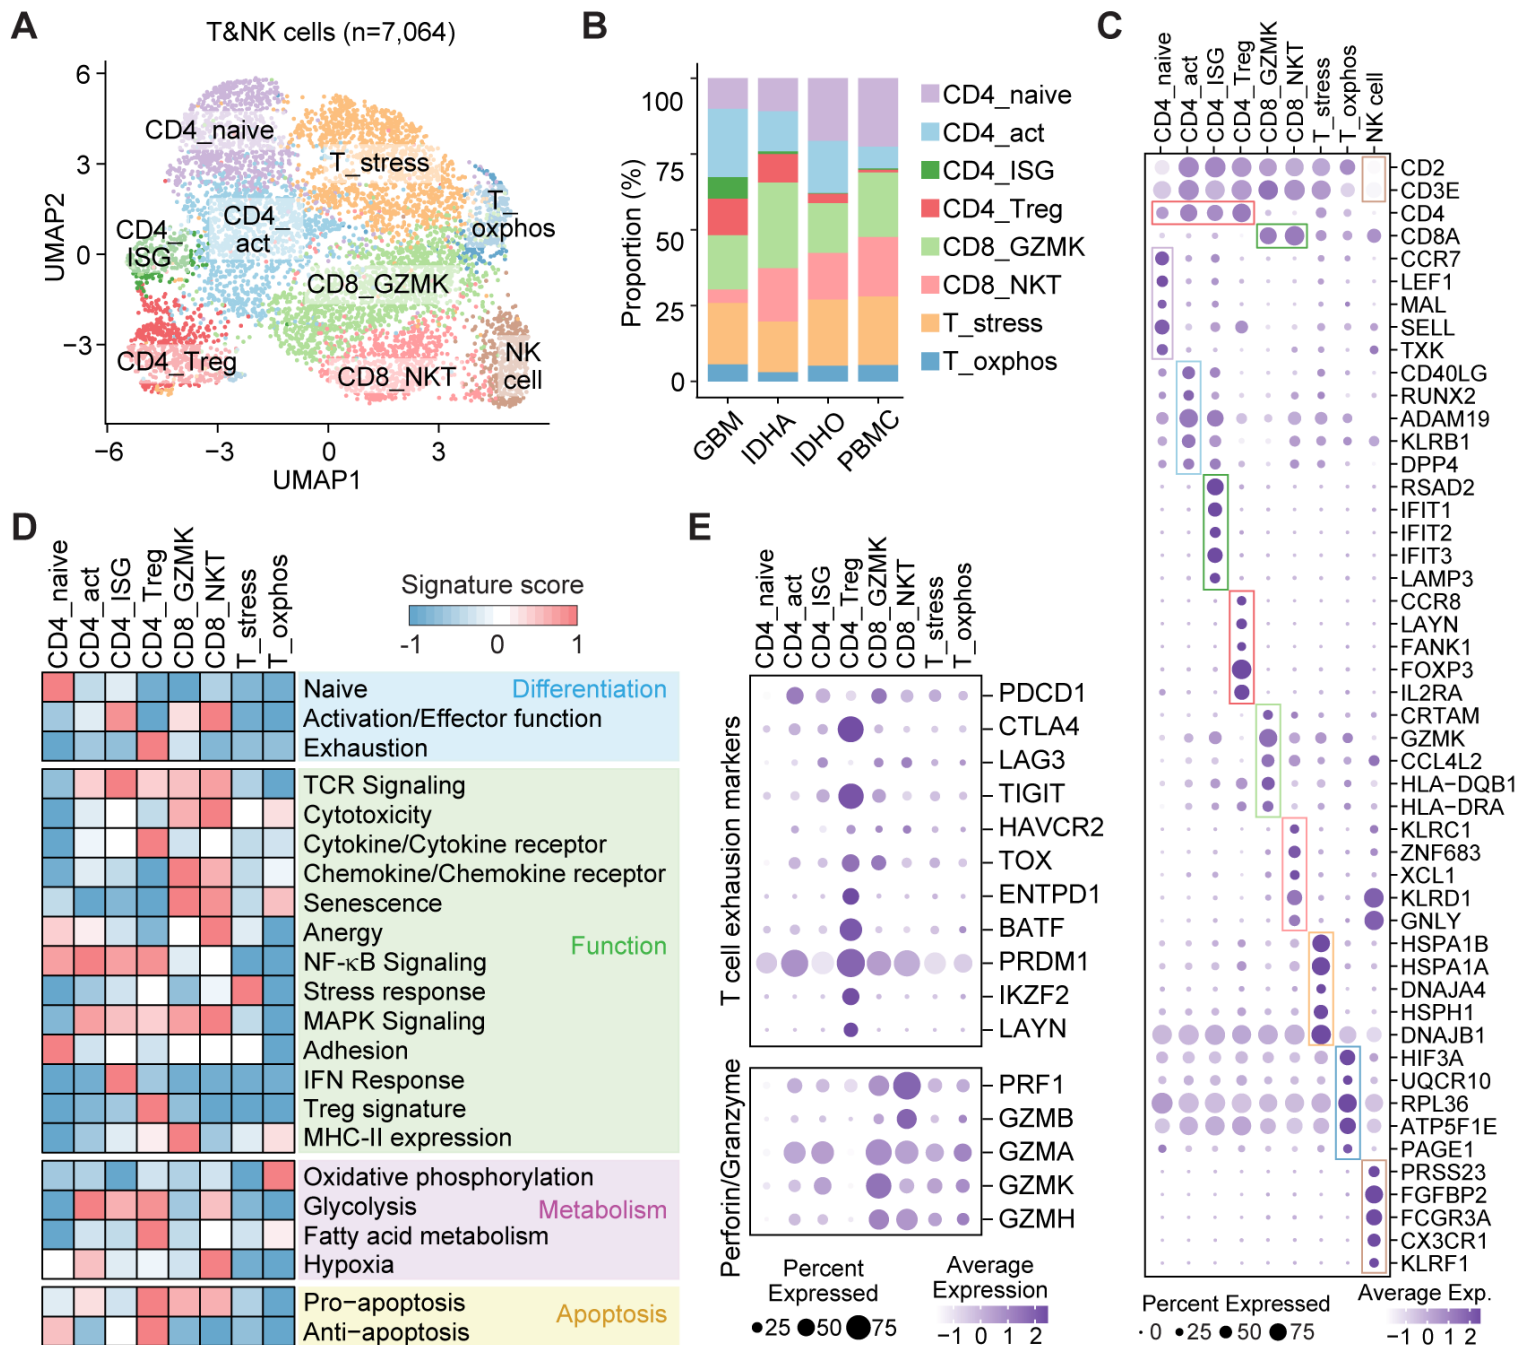 A
T&NK cells (n=7,064)
UMAP2
6
3
0
−3
−6
−3
0
3
UMAP1
CD4_naive
T_stress
T_
oxphos
CD4_
act
CD4_
ISG
CD8_GZMK
CD4_Treg
CD8_NKT
NK
cell
B
Proportion (%)
100
75
50
25
0
GBM
IDHA
IDHO
PBMC
CD4_naive
CD4_act
CD4_ISG
CD4_Treg
CD8_GZMK
CD8_NKT
T_stress
T_oxphos
C
CD4_naive
CD4_act
CD4_ISG
CD4_Treg
CD8_GZMK
CD8_NKT
T_stress
T_oxphos
NK cell
CD2
CD3E
CD4
CD8A
CCR7
LEF1
MAL
SELL
TXK
CD40LG
RUNX2
ADAM19
KLRB1
DPP4
RSAD2
IFIT1
IFIT2
IFIT3
LAMP3
CCR8
LAYN
FANK1
FOXP3
IL2RA
CRTAM
GZMK
CCL4L2
HLA−DQB1
HLA−DRA
KLRC1
ZNF683
XCL1
KLRD1
GNLY
HSPA1B
HSPA1A
DNAJA4
HSPH1
DNAJB1
HIF3A
UQCR10
RPL36
ATP5F1E
PAGE1
PRSS23
FGFBP2
FCGR3A
CX3CR1
KLRF1
Percent Expressed
0 25 50 75
Average Exp.
−1 0 1 2
D
CD4_naive
CD4_act
CD4_ISG
CD4_Treg
CD8_GZMK
CD8_NKT
T_stress
T_oxphos
Signature score
-1 0 1
Naive
Differentiation
Activation/Effector function
Exhaustion
TCR Signaling
Cytotoxicity
Cytokine/Cytokine receptor
Chemokine/Chemokine receptor
Senescence
Anergy
Function
NF-κB Signaling
Stress response
MAPK Signaling
Adhesion
IFN Response
Treg signature
MHC-II expression
Oxidative phosphorylation
Glycolysis
Metabolism
Fatty acid metabolism
Hypoxia
Pro−apoptosis
Apoptosis
Anti−apoptosis
E
CD4_naive
CD4_act
CD4_ISG
CD4_Treg
CD8_GZMK
CD8_NKT
T_stress
T_oxphos
T cell exhausion markers
PDCD1
CTLA4
LAG3
TIGIT
HAVCR2
TOX
ENTPD1
BATF
PRDM1
IKZF2
LAYN
Perforin/Granzyme
PRF1
GZMB
GZMA
GZMK
GZMH
Percent
Expressed
25 50 75
Average
Expression
−1 0 1 2